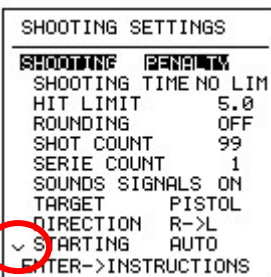 SHOOTING SETTINGS
SHOOTING PENALTY
SHOOTING TIME NO LIM
HIT LIMIT 5.0
ROUNDING OFF
SHOT COUNT 99
SERIE COUNT 1
SOUNDS SIGNALS ON
TARGET PISTOL
DIRECTION R->L
STARTING AUTO
ENTER->INSTRUCTIONS